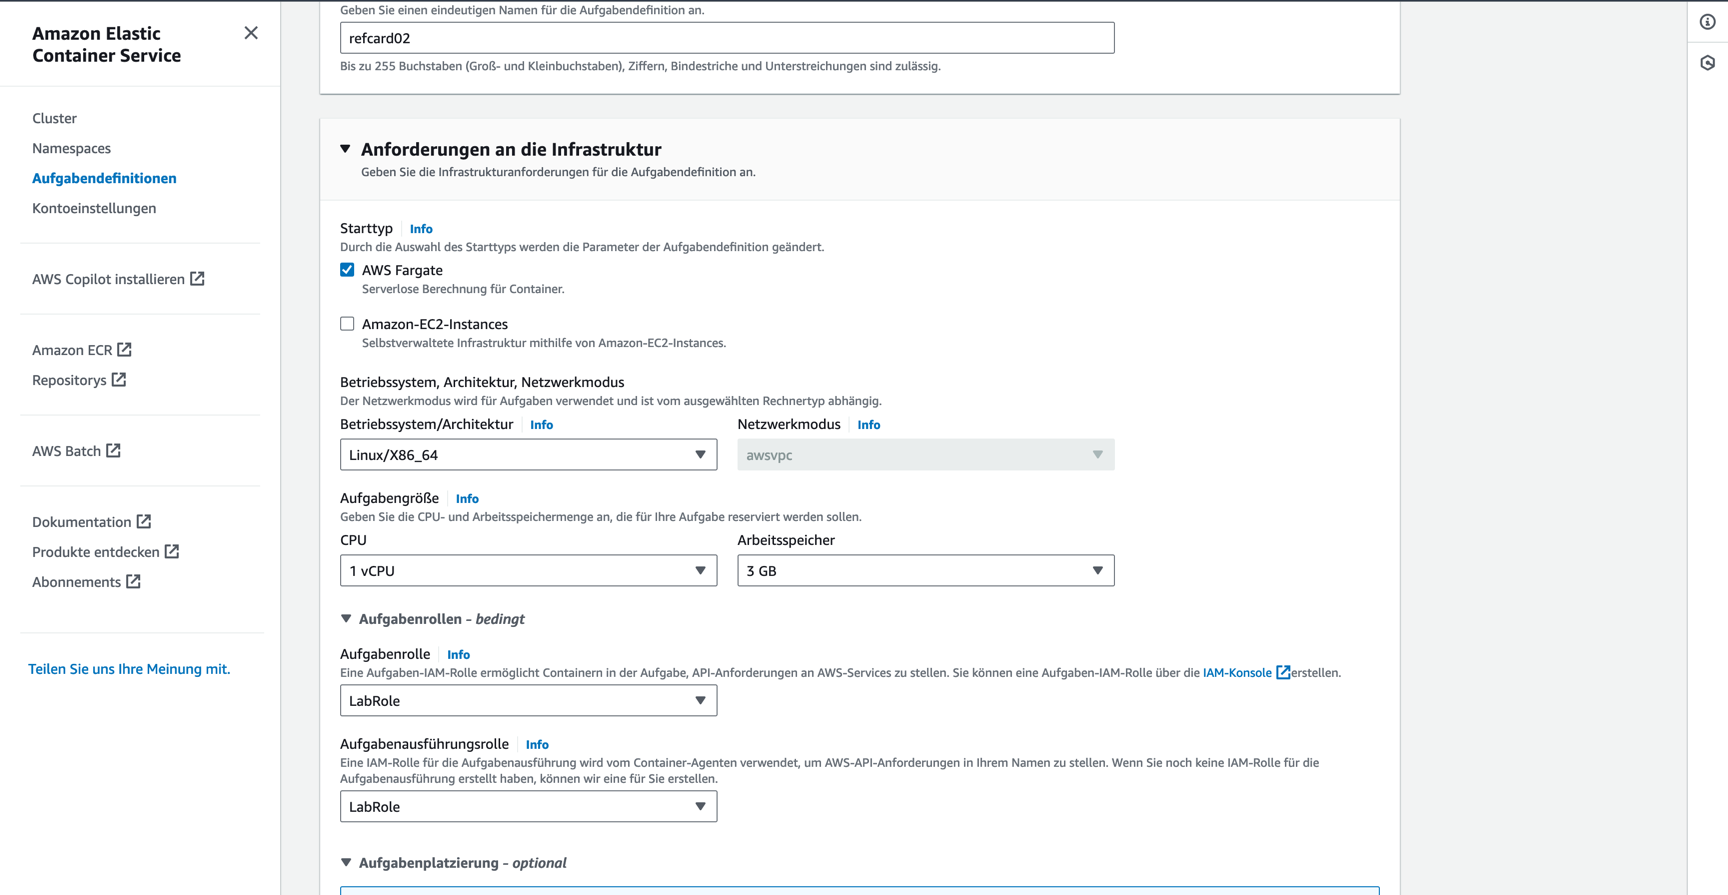 Amazon Elastic
Container Service
Cluster
Namespaces
Aufgabendefinitionen
Kontoeinstellungen
AWS Copilot installieren
Amazon ECR
Repositorys
AWS Batch
Dokumentation
Produkte entdecken
Abonnements
Teilen Sie uns Ihre Meinung mit.
Geben Sie einen eindeutigen Namen für die Aufgabendefinition an.
refcard02
Bis zu 255 Buchstaben (Groß- und Kleinbuchstaben), Ziffern, Bindestriche und Unterstreichungen sind zulässig.
Anforderungen an die Infrastruktur
Geben Sie die Infrastrukturanforderungen für die Aufgabendefinition an.
Starttyp Info
Durch die Auswahl des Starttyps werden die Parameter der Aufgabendefinition geändert.
AWS Fargate
Serverlose Berechnung für Container.
Amazon-EC2-Instances
Selbstverwaltete Infrastruktur mithilfe von Amazon-EC2-Instances.
Betriebssystem, Architektur, Netzwerkmodus
Der Netzwerkmodus wird für Aufgaben verwendet und ist vom ausgewählten Rechnertyp abhängig.
Betriebssystem/Architektur Info Netzwerkmodus Info
Linux/X86_64 awsvpc
Aufgabengröße Info
Geben Sie die CPU- und Arbeitsspeichermenge an, die für Ihre Aufgabe reserviert werden sollen.
CPU Arbeitsspeicher
1 vCPU 3 GB
Aufgabenrollen - bedingt
Aufgabenrolle Info
Eine Aufgaben-IAM-Rolle ermöglicht Containern in der Aufgabe, API-Anforderungen an AWS-Services zu stellen. Sie können eine Aufgaben-IAM-Rolle über die IAM-Konsole erstellen.
LabRole
Aufgabenausführungsrolle Info
Eine IAM-Rolle für die Aufgabenausführung wird vom Container-Agenten verwendet, um AWS-API-Anforderungen in Ihrem Namen zu stellen. Wenn Sie noch keine IAM-Rolle für die
Aufgabenausführung erstellt haben, können wir eine für Sie erstellen.
LabRole
Aufgabenplatzierung - optional